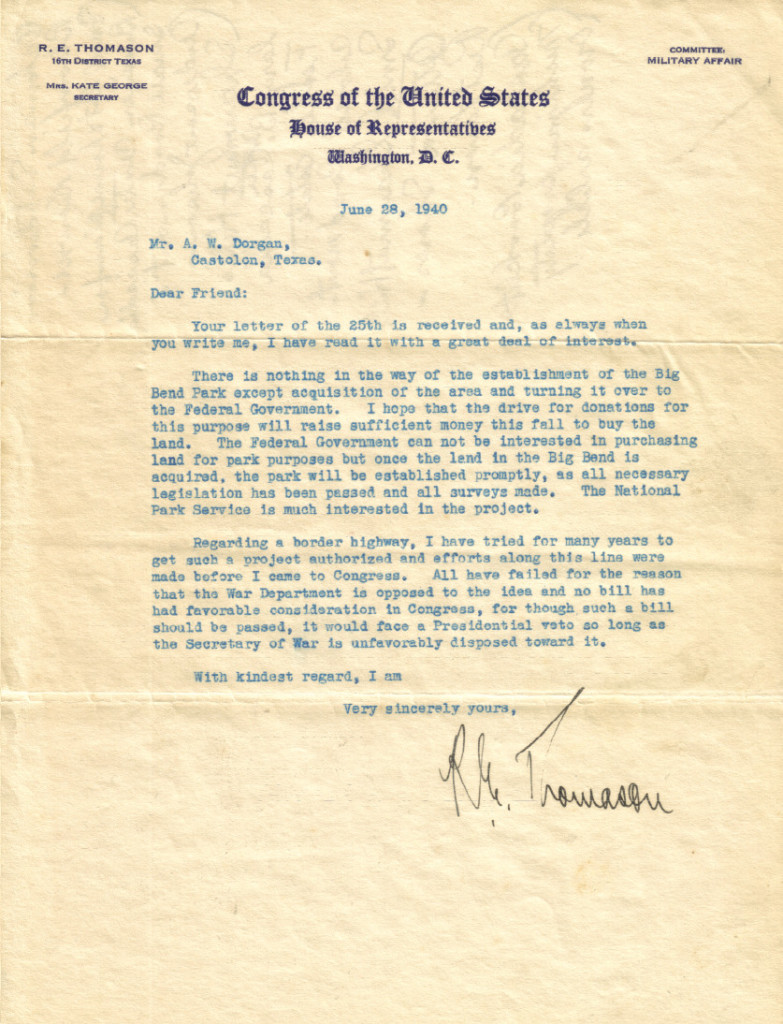 R. E. THOMASON
16TH DISTRICT TEXAS
MRS. KATE GEORGE
SECRETARY
COMMITTEE:
MILITARY AFFAIR
Congress of the United States
House of Representatives
Washington, D. C.
June 28, 1940
Mr. A. W. Dorgan,
Castolon, Texas.
Dear Friend:
Your letter of the 25th is received and, as always when
you write me, I have read it with a great deal of interest.
There is nothing in the way of the establishment of the Big
Bend Park except acquisition of the area and turning it over to
the Federal Government. I hope that the drive for donations for
this purpose will raise sufficient money this fall to buy the
land. The Federal Government can not be interested in purchasing
land for park purposes but once the land in the Big Bend is
acquired, the park will be established promptly, as all necessary
legislation has been passed and all surveys made. The National
Park Service is much interested in the project.
Regarding a border highway, I have tried for many years to
get such a project authorized and efforts along this line were
made before I came to Congress. All have failed for the reason
that the War Department is opposed to the idea and no bill has
had favorable consideration in Congress, for though such a bill
should be passed, it would face a Presidential veto so long as
the Secretary of War is unfavorably disposed toward it.
With kindest regard, I am
Very sincerely yours,
R. E. Thomason